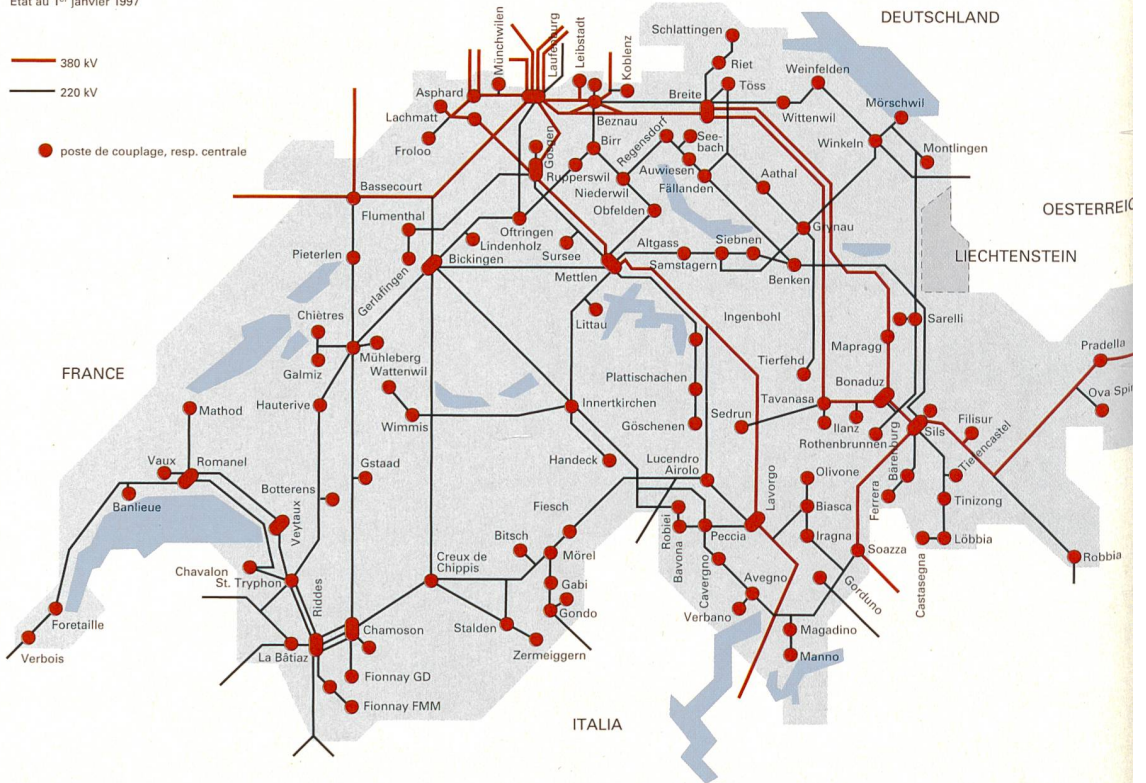 Etat au 1er janvier 1997
380 kV
220 kV
poste de couplage, resp. centrale
DEUTSCHLAND
FRANCE
ITALIA
LIECHTENSTEIN
Schlattingen
Riet
Töss
Weinfelden
Mörschwil
Münchwilen
Laufenburg
Leibstadt
Koblenz
Asphard
Breite
Wittenwil
Lachmatt
Beznau
Winkeln
Montlingen
Froloo
Gösgen
Birr
Regensdorf
See-
bach
Auwiesen
Fällanden
Aathal
Rupperswil
Niederwil
Bassecourt
Obfelden
Flumenthal
Oftringen
Grynau
Lindenholz
Sursee
Altgass
Siebnen
Samstagern
Benken
Pieterlen
Gerlafingen
Bickingen
Mettlen
Chiètres
Littau
Ingenbohl
Sarelli
Mühleberg
Galmiz
Wattenwil
Mapragg
Pradella
Plattischachen
Tierfehd
Bonaduz
Mathod
Hauterive
Wimmis
Innertkirchen
Göschenen
Sedrun
Tavanasa
Ilanz
Rothenbrunnen
Sils
Filisur
Tiefencastel
Bärenburg
Ferrera
Vaux
Romanel
Gstaad
Handeck
Lucendro
Airolo
Lavorgo
Olivone
Banlieue
Botterens
Veytaux
Fiesch
Biasca
Tinizong
Bitsch
Robiei
Bavona
Peccia
Iragna
Löbbia
Chavalon
St. Tryphon
Riddes
Creux de
Chippis
Mörel
Cavergno
Soazza
Castasegna
Robbia
Gabi
Avegno
Gorduno
Foretaille
Gondo
Verbano
Verbois
La Bâtiaz
Chamoson
Stalden
Zermeiggern
Magadino
Manno
Fionnay GD
Fionnay FMM